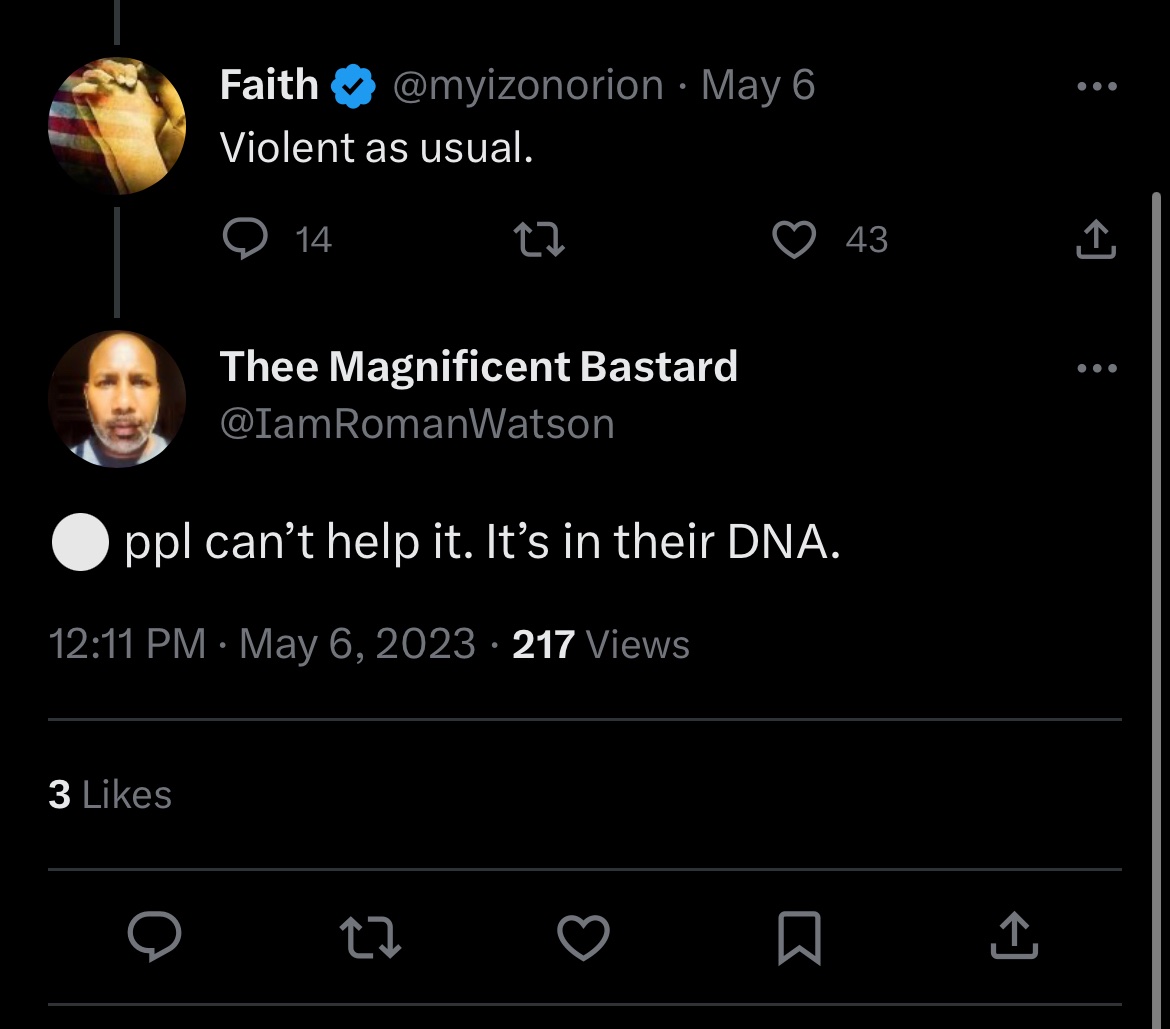 Faith @myizonorion · May 6
Violent as usual.
14 43
Thee Magnificent Bastard
@IamRomanWatson
⚪ ppl can’t help it. It’s in their DNA.
12:11 PM · May 6, 2023 · 217 Views
3 Likes